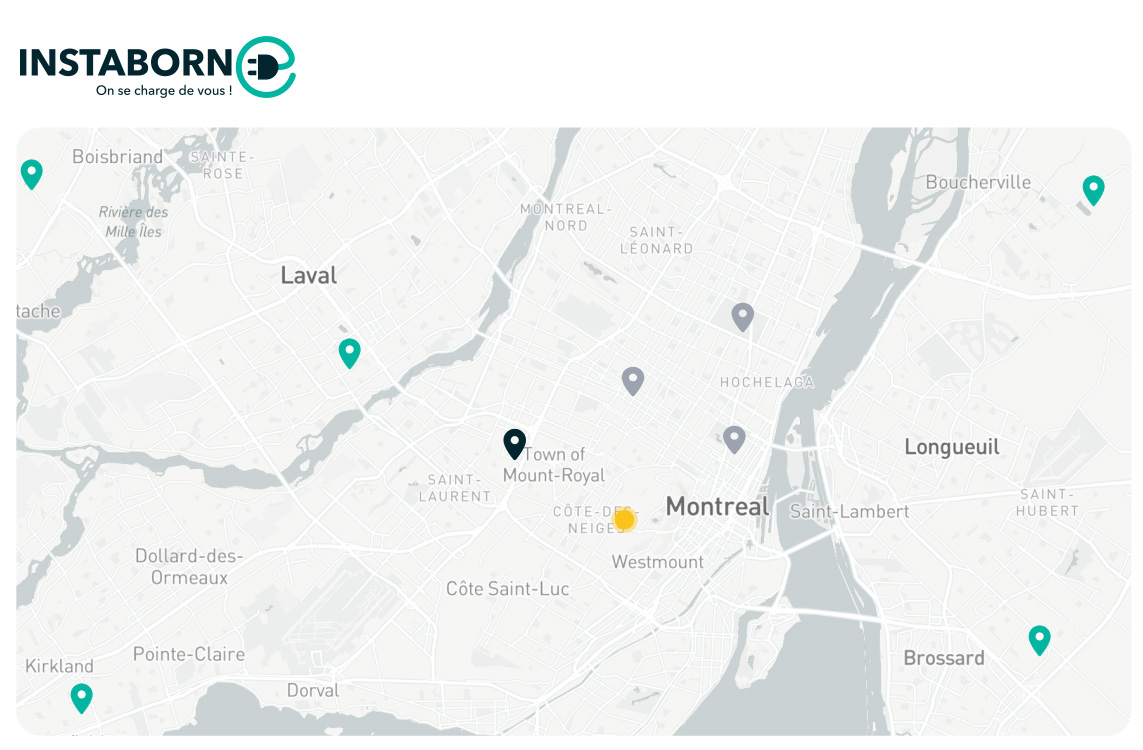 INSTABORNE
On se charge de vous !
Boisbriand
SAINTE-
ROSE
Boucherville
Rivière des
Mille Îles
MONTREAL-
NORD
SAINT-
LÉONARD
Laval
tache
HOCHELAGA
Longueuil
Town of
Mount-Royal
SAINT-
LAURENT
SAINT-
HUBERT
CÔTE-DES-
NEIGES
Montreal
Saint-Lambert
Dollard-des-
Ormeaux
Westmount
Côte Saint-Luc
Pointe-Claire
Kirkland
Brossard
Dorval